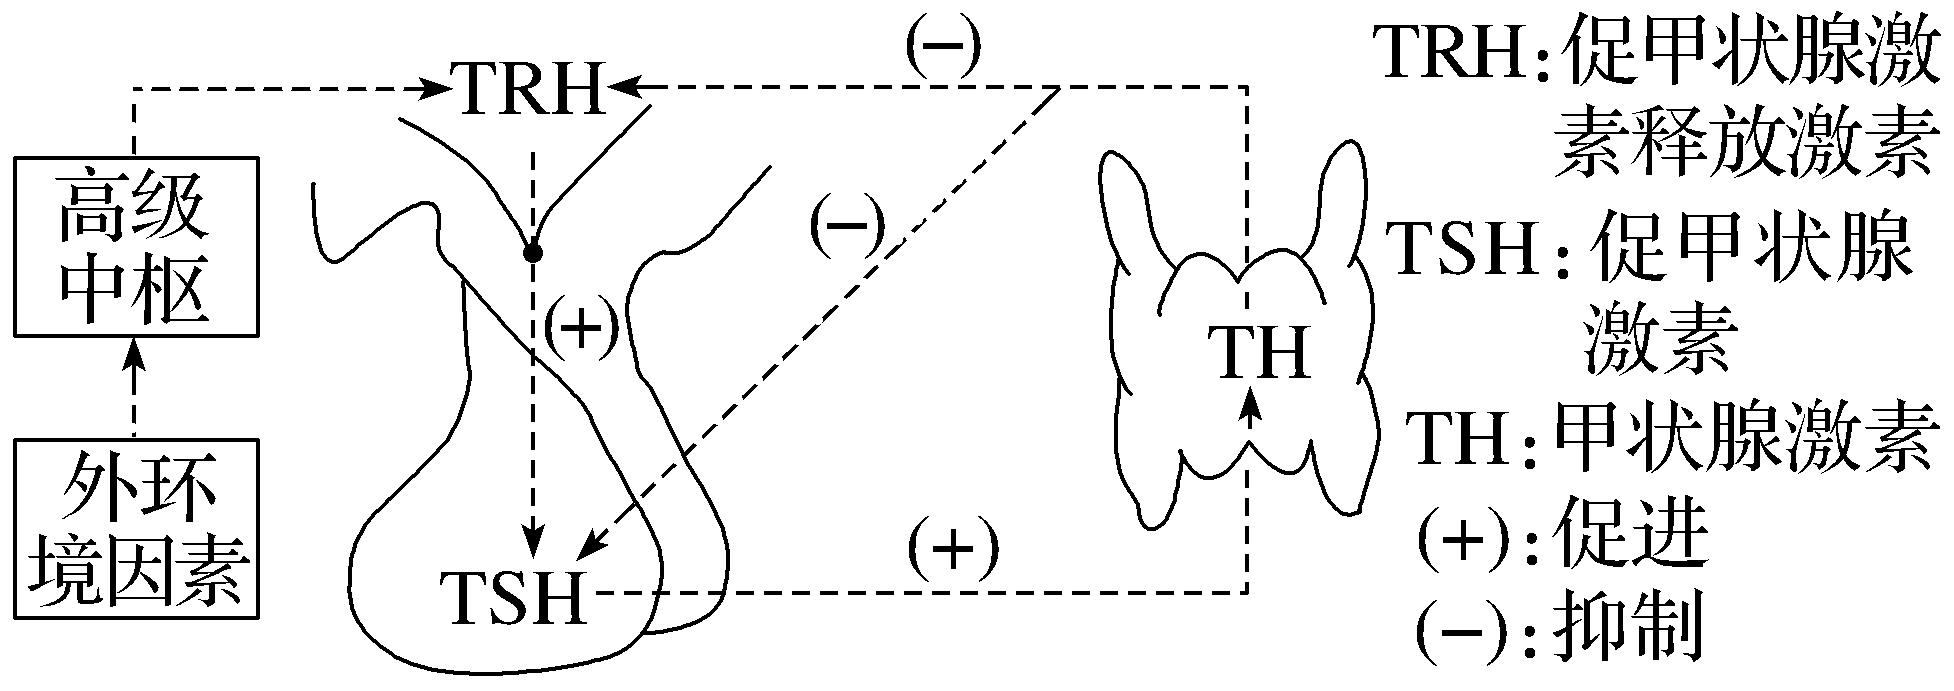 高级
中枢
外环
境因素
TRH
(−)
(−)
(+)
TSH
(+)
TH
TRH:促甲状腺激
素释放激素
TSH:促甲状腺
激素
TH:甲状腺激素
(+):促进
(−):抑制